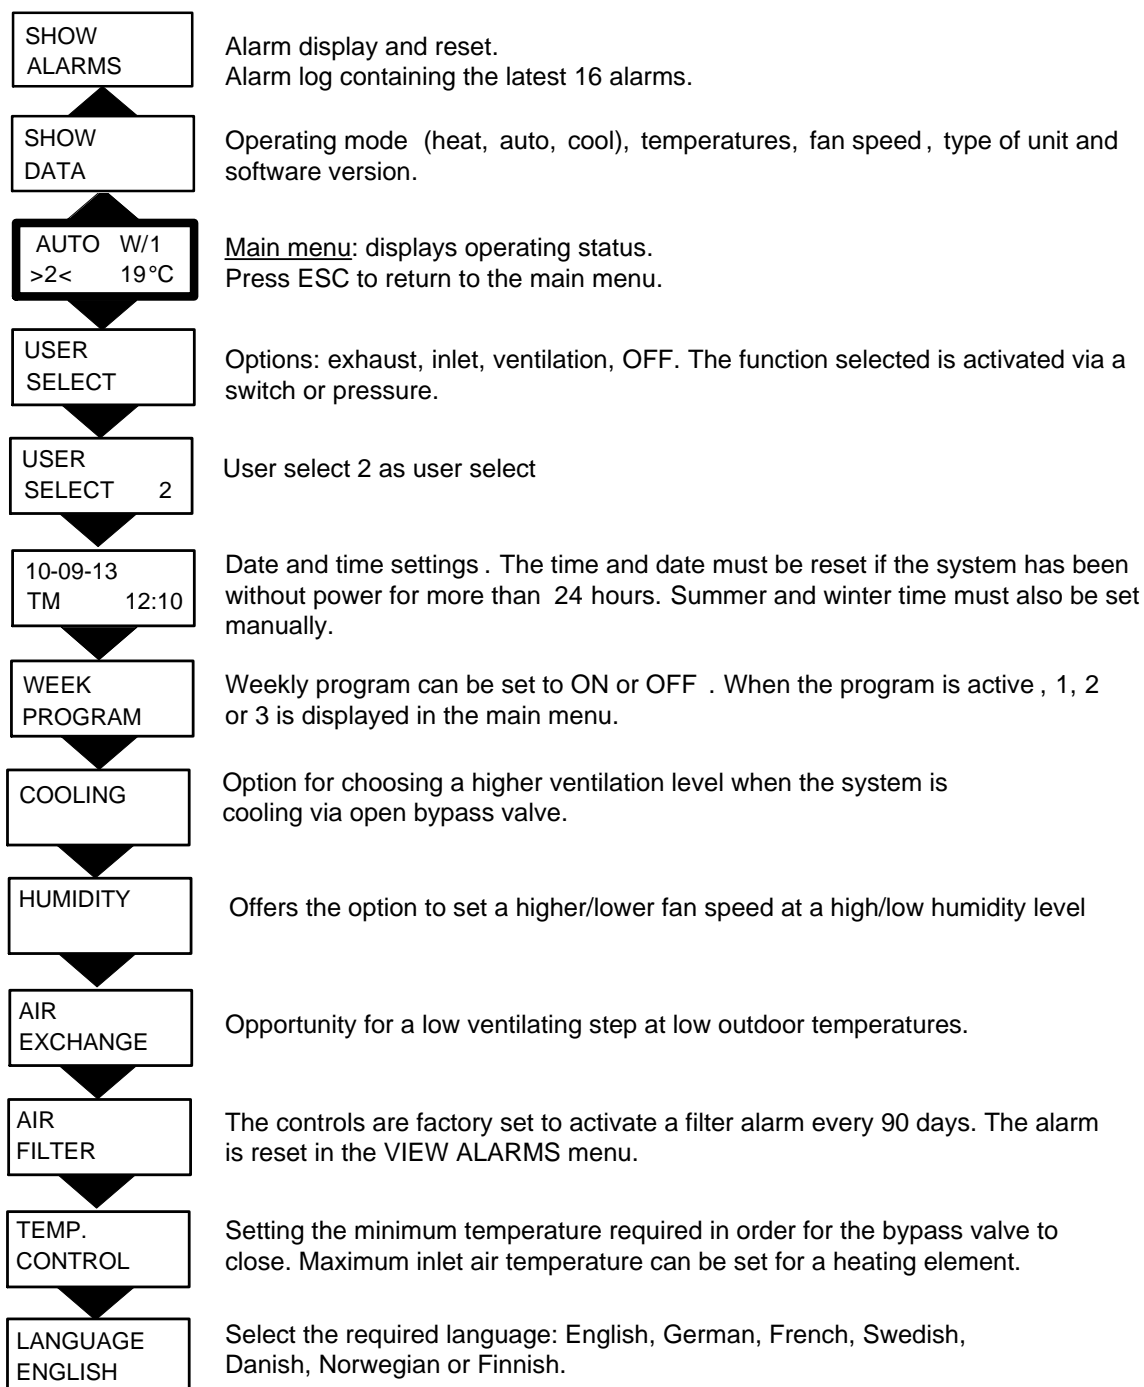 SHOW
ALARMS
Alarm display and reset.
Alarm log containing the latest 16 alarms.
SHOW
DATA
Operating mode (heat, auto, cool), temperatures, fan speed , type of unit and
software version.
AUTO W/1
>2< 19°C
Main menu: displays operating status.
Press ESC to return to the main menu.
USER
SELECT
Options: exhaust, inlet, ventilation, OFF. The function selected is activated via a
switch or pressure.
USER
SELECT 2
User select 2 as user select
10-09-13
TM 12:10
Date and time settings . The time and date must be reset if the system has been
without power for more than 24 hours. Summer and winter time must also be set
manually.
WEEK
PROGRAM
Weekly program can be set to ON or OFF . When the program is active , 1, 2
or 3 is displayed in the main menu.
COOLING
Option for choosing a higher ventilation level when the system is
cooling via open bypass valve.
HUMIDITY
Offers the option to set a higher/lower fan speed at a high/low humidity level
AIR
EXCHANGE
Opportunity for a low ventilating step at low outdoor temperatures.
AIR
FILTER
The controls are factory set to activate a filter alarm every 90 days. The alarm
is reset in the VIEW ALARMS menu.
TEMP.
CONTROL
Setting the minimum temperature required in order for the bypass valve to
close. Maximum inlet air temperature can be set for a heating element.
LANGUAGE
ENGLISH
Select the required language: English, German, French, Swedish,
Danish, Norwegian or Finnish.